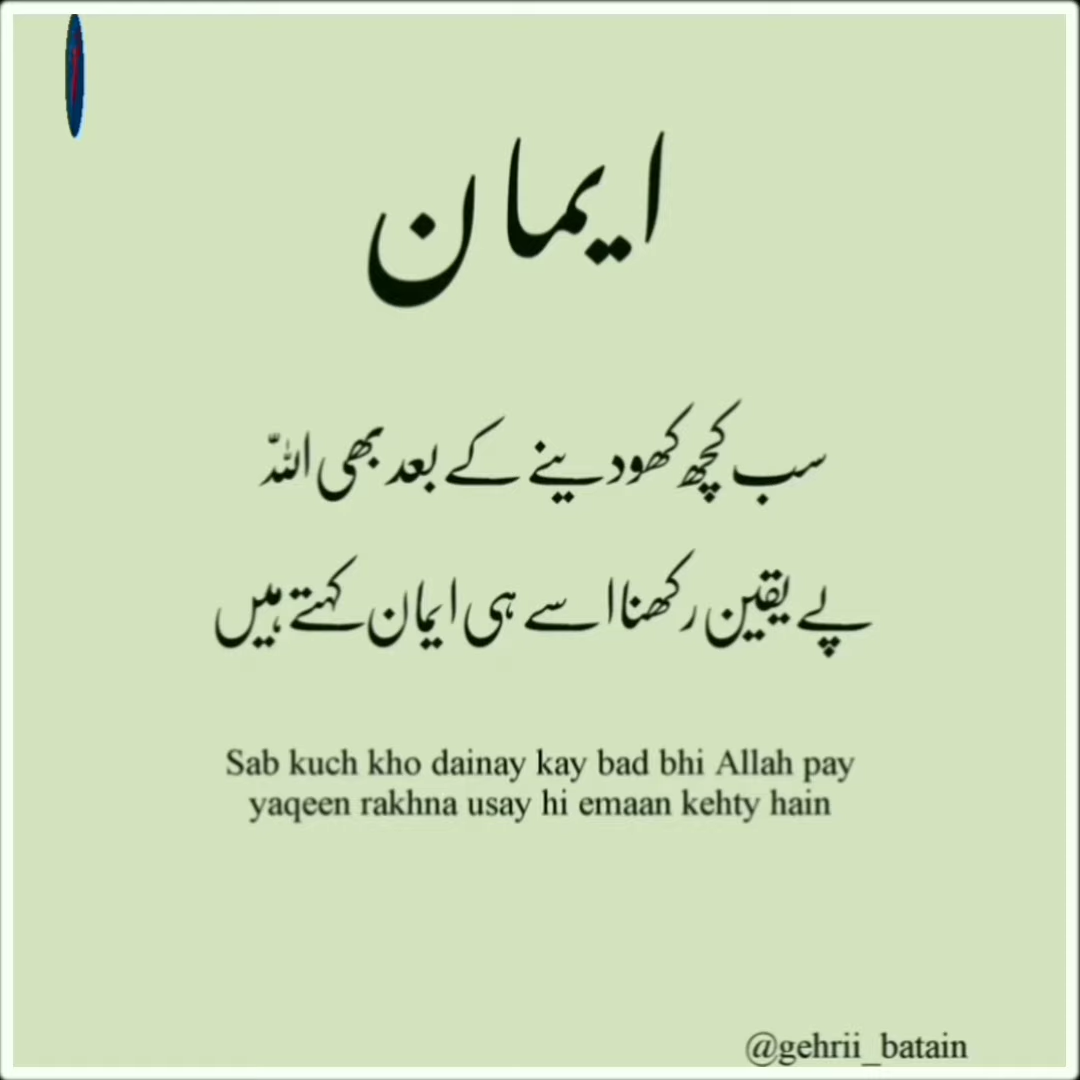 ایمان
سب کچھ کھو دینے کے بعد بھی اللہ
پے یقین رکھنا اسے ہی ایمان کہتے ہیں
Sab kuch kho dainay kay bad bhi Allah pay
yaqeen rakhna usay hi emaan kehty hain
@gehrii_batain